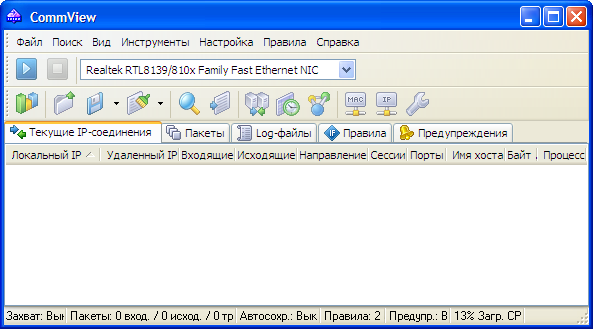 CommView
Файл Поиск Вид Инструменты Настройка Правила Справка
Realtek RTL8139/810x Family Fast Ethernet NIC
MAC IP
Текущие IP-соединения Пакеты Log-файлы IP Правила Предупреждения
Локальный IP Удаленный IP Входящие Исходящие Направление Сессии Порты Имя хоста Байт Процесс
Захват: Вык Пакеты: 0 вход. / 0 исход. / 0 тр Автосохр.: Вык Правила: 2 Предупр.: В 13% Загр. CP